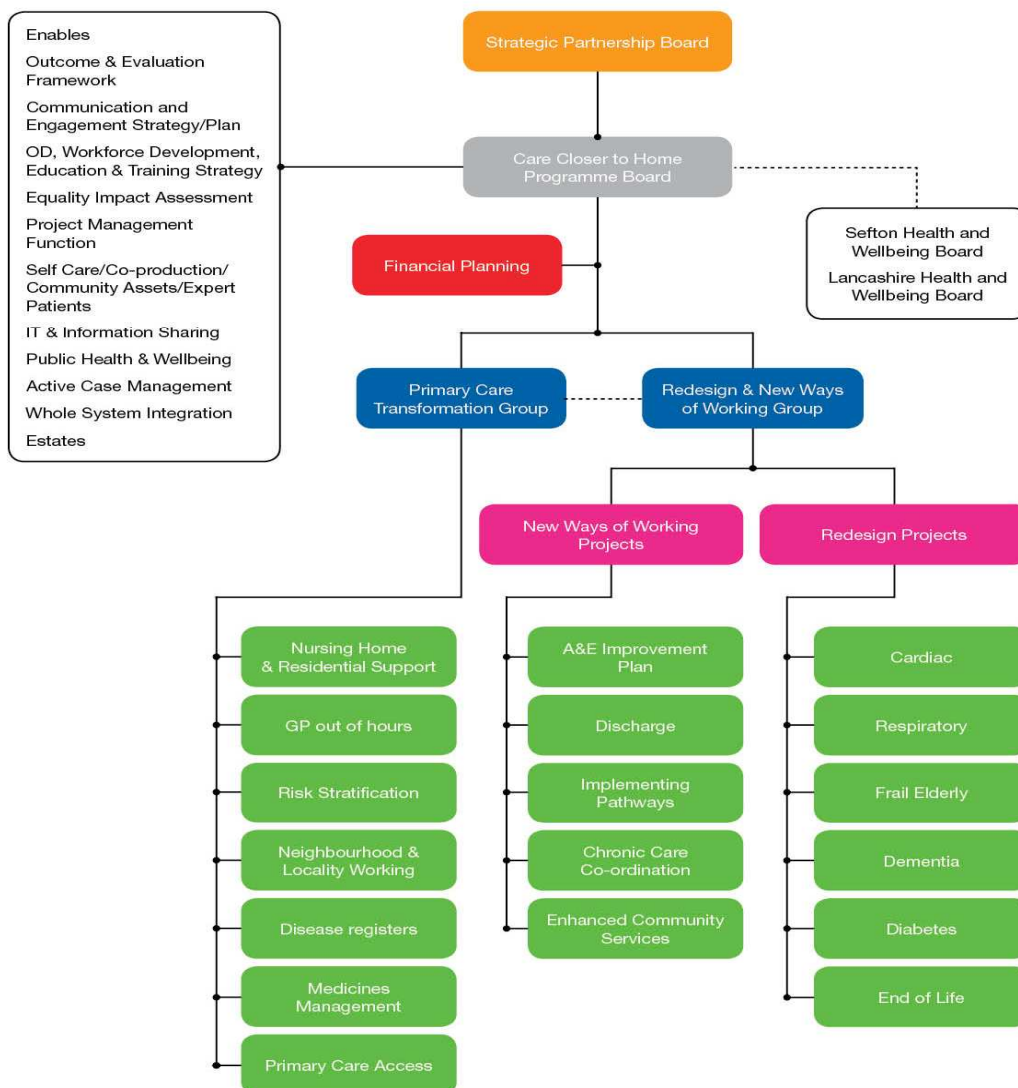 Enables
Outcome & Evaluation
Framework
Communication and
Engagement Strategy/Plan
OD, Workforce Development,
Education & Training Strategy
Equality Impact Assessment
Project Management
Function
Self Care/Co-production/
Community Assets/Expert
Patients
IT & Information Sharing
Public Health & Wellbeing
Active Case Management
Whole System Integration
Estates
Strategic Partnership Board
Care Closer to Home
Programme Board
Sefton Health and
Wellbeing Board
Lancashire Health and
Wellbeing Board
Financial Planning
Primary Care
Transformation Group
Redesign & New Ways
of Working Group
New Ways of Working
Projects
Redesign Projects
Nursing Home
& Residential Support
GP out of hours
Risk Stratification
Neighbourhood &
Locality Working
Disease registers
Medicines
Management
Primary Care Access
A&E Improvement
Plan
Discharge
Implementing
Pathways
Chronic Care
Co-ordination
Enhanced Community
Services
Cardiac
Respiratory
Frail Elderly
Dementia
Diabetes
End of Life